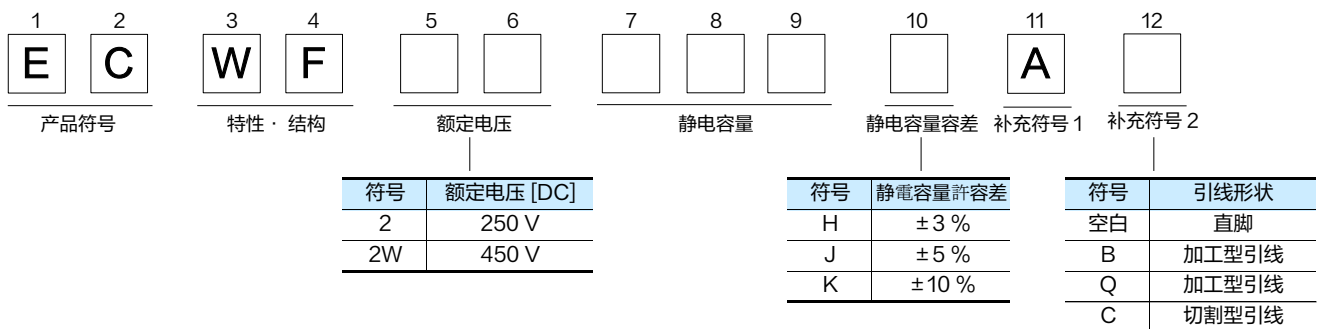 1 2 3 4 5 6 7 8 9 10 11 12
E C W F A
产品符号 特性· 结构 额定电压 静电容量 静电容量容差 补充符号1 补充符号2
符号 额定电压 [DC]
2 250 V
2W 450 V
符号 静電容量許容差
H ±3 %
J ±5 %
K ±10 %
符号 引线形状
空白 直脚
B 加工型引线
Q 加工型引线
C 切割型引线